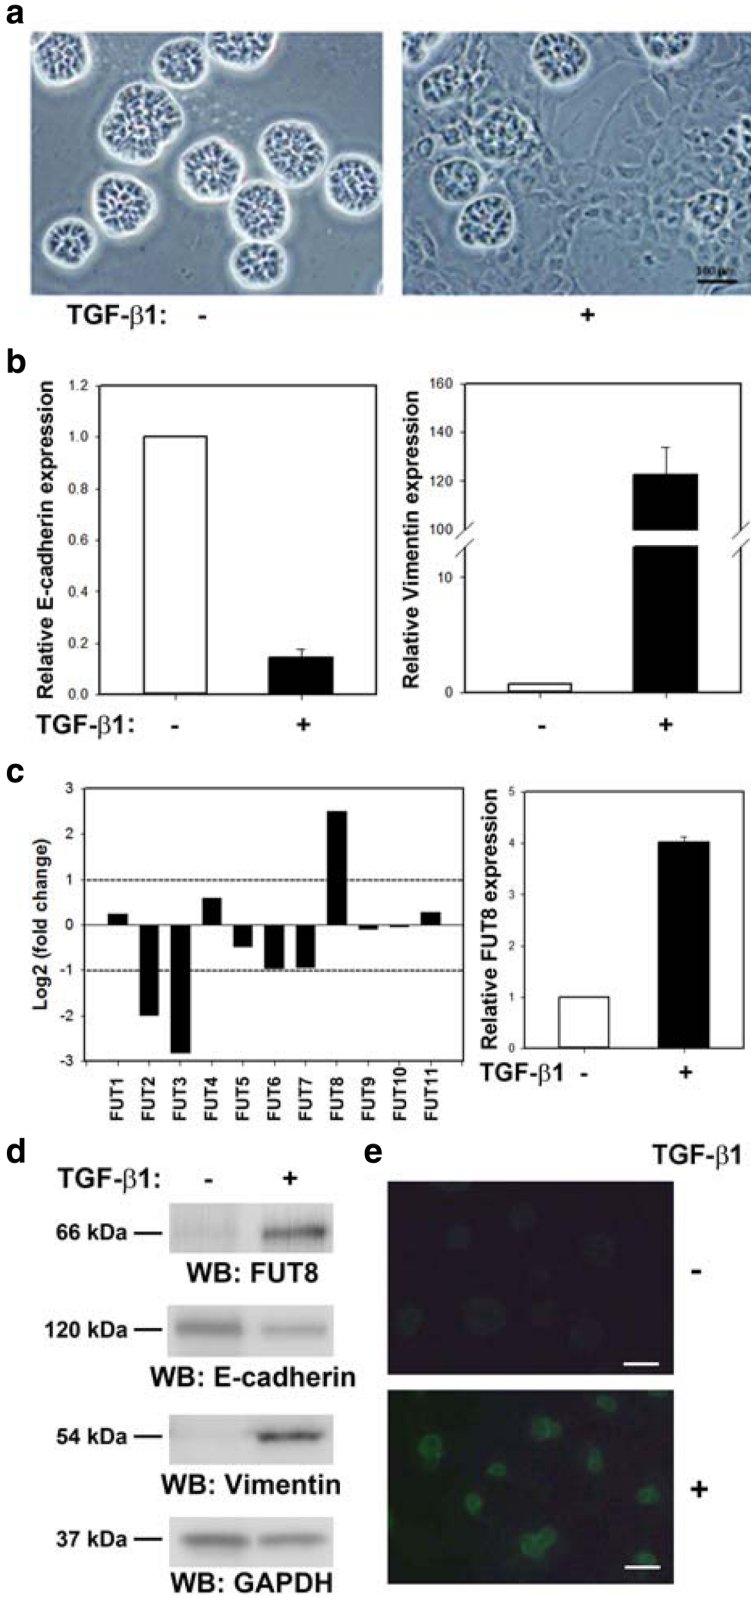 a
100 μm
TGF-β1: - +
b
Relative E-cadherin expression
1.2
1.0
0.8
0.6
0.4
0.2
0.0
Relative Vimentin expression
160
140
120
100
10
0
TGF-β1: - + - +
c
Log2 (fold change)
3
2
1
0
-1
-2
-3
FUT1 FUT2 FUT3 FUT4 FUT5 FUT6 FUT7 FUT8 FUT9 FUT10 FUT11
Relative FUT8 expression
5
4
3
2
1
0
TGF-β1 - +
d
TGF-β1: - +
66 kDa
WB: FUT8
120 kDa
WB: E-cadherin
54 kDa
WB: Vimentin
37 kDa
WB: GAPDH
e
TGF-β1
-
+